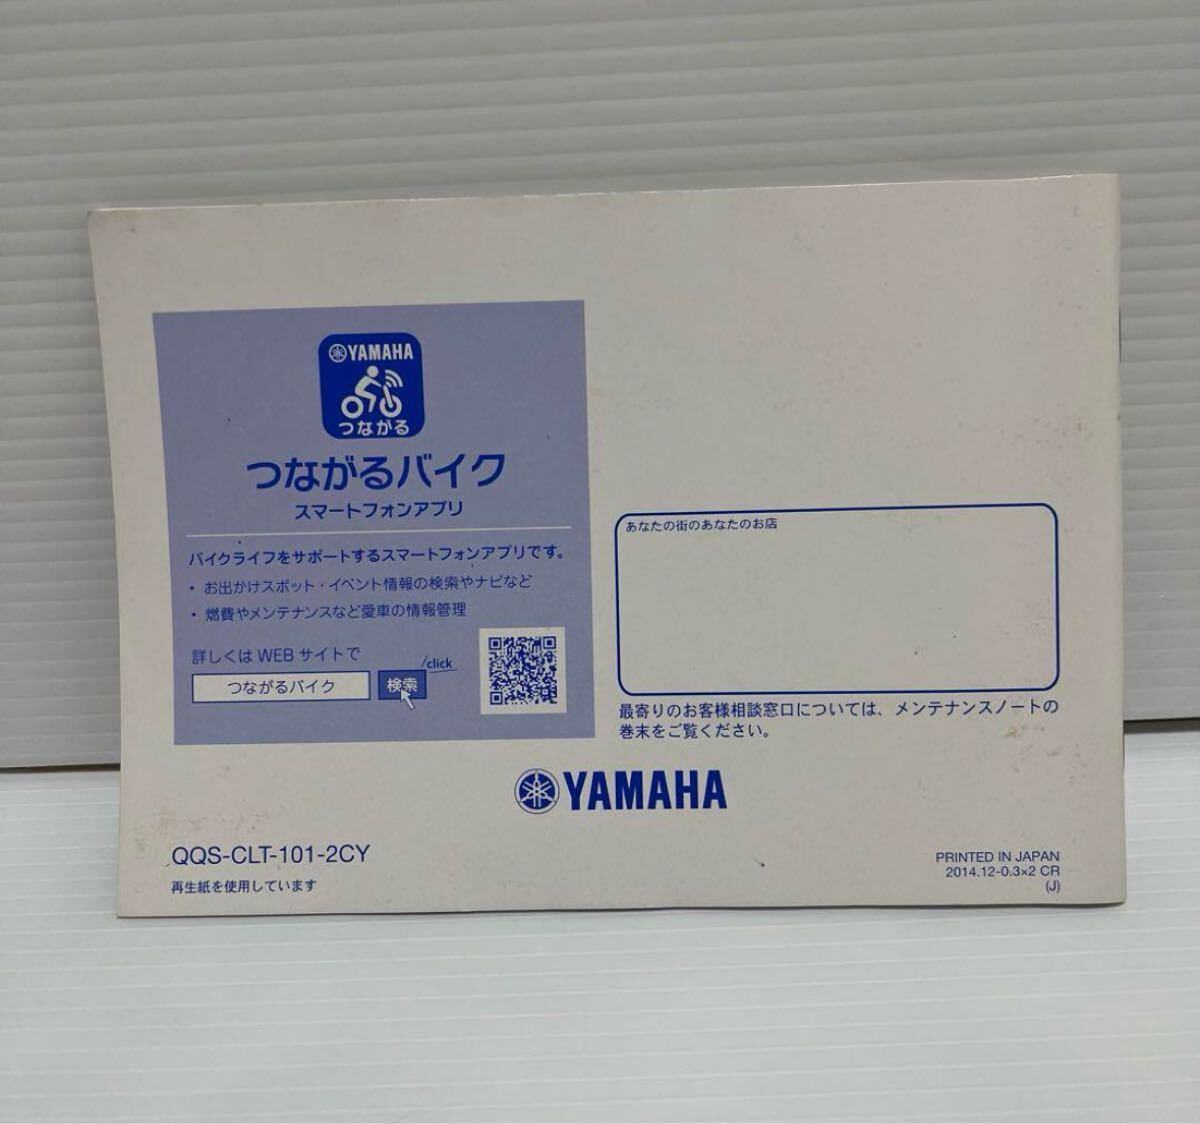 YAMAHA
つながる
つながるバイク
スマートフォンアプリ
バイクライフをサポートするスマートフォンアプリです。
・お出かけスポット・イベント情報の検索やナビなど
・燃費やメンテナンスなど愛車の情報管理
詳しくは WEB サイトで
click
つながるバイク 検索
あなたの街のあなたのお店
最寄りのお客様相談窓口については、メンテナンスノートの
巻末をご覧ください。
YAMAHA
QQS-CLT-101-2CY
再生紙を使用しています
PRINTED IN JAPAN
2014.12-0.3×2 CR
(J)